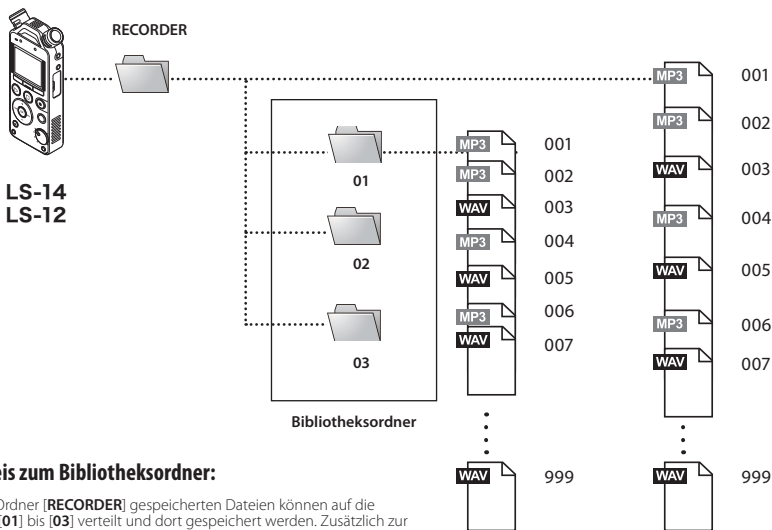 RECORDER
LS-14
LS-12
01
02
03
Bibliotheksordner
MP3 001
MP3 002
WAV 003
MP3 004
WAV 005
MP3 006
WAV 007
WAV 999
MP3 001
MP3 002
WAV 003
MP3 004
WAV 005
MP3 006
WAV 007
WAV 999
zum Bibliotheksordner:
Ordner [RECORDER] gespeicherten Dateien können auf die
[01] bis [03] verteilt und dort gespeichert werden. Zusätzlich zur